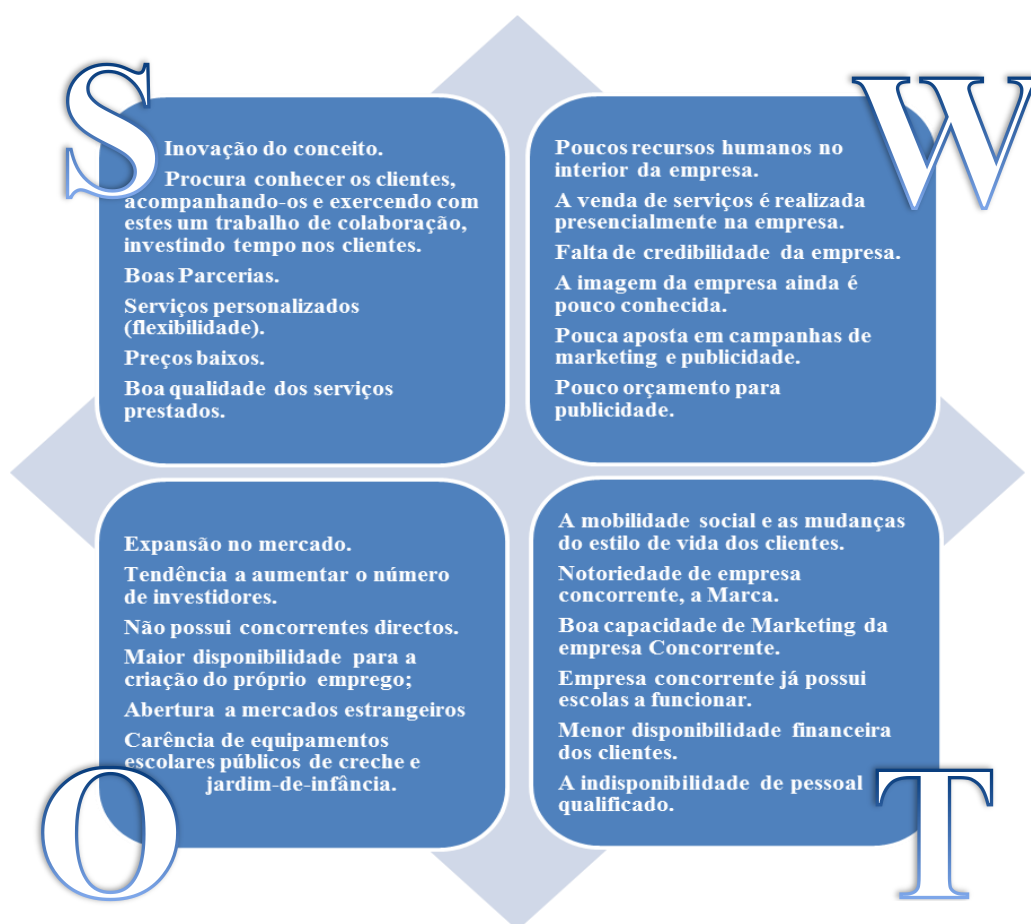 S
Inovação do conceito.
Procura conhecer os clientes,
acompanhando-os e exercendo com
estes um trabalho de colaboração,
investindo tempo nos clientes.
Boas Parcerias.
Serviços personalizados
(flexibilidade).
Preços baixos.
Boa qualidade dos serviços
prestados.
W
Poucos recursos humanos no
interior da empresa.
A venda de serviços é realizada
presencialmente na empresa.
Falta de credibilidade da empresa.
A imagem da empresa ainda é
pouco conhecida.
Pouca aposta em campanhas de
marketing e publicidade.
Pouco orçamento para
publicidade.
Expansão no mercado.
Tendência a aumentar o número
de investidores.
Não possui concorrentes directos.
Maior disponibilidade para a
criação do próprio emprego;
Abertura a mercados estrangeiros
Carência de equipamentos
escolares públicos de creche e
jardim-de-infância.
O
A mobilidade social e as mudanças
do estilo de vida dos clientes.
Notoriedade de empresa
concorrente, a Marca.
Boa capacidade de Marketing da
empresa Concorrente.
Empresa concorrente já possui
escolas a funcionar.
Menor disponibilidade financeira
dos clientes.
A indisponibilidade de pessoal
qualificado.
T